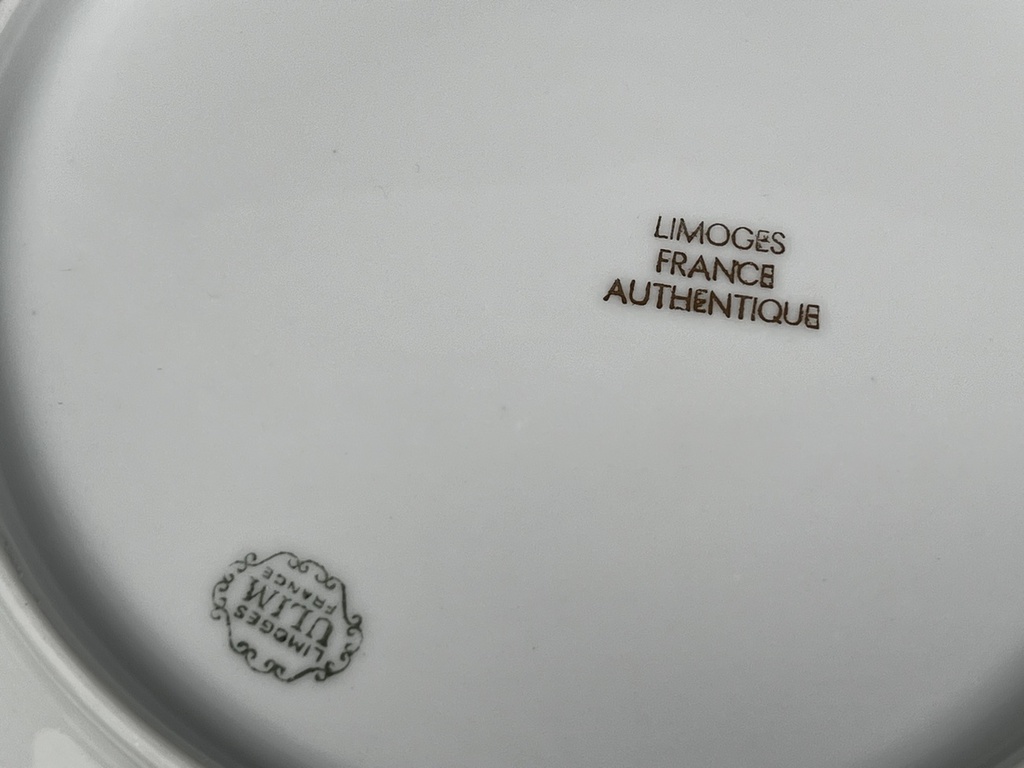 LIMOGES
FRANCE
AUTHENTIQUE
LIMOGES
ULIM
FRANCE